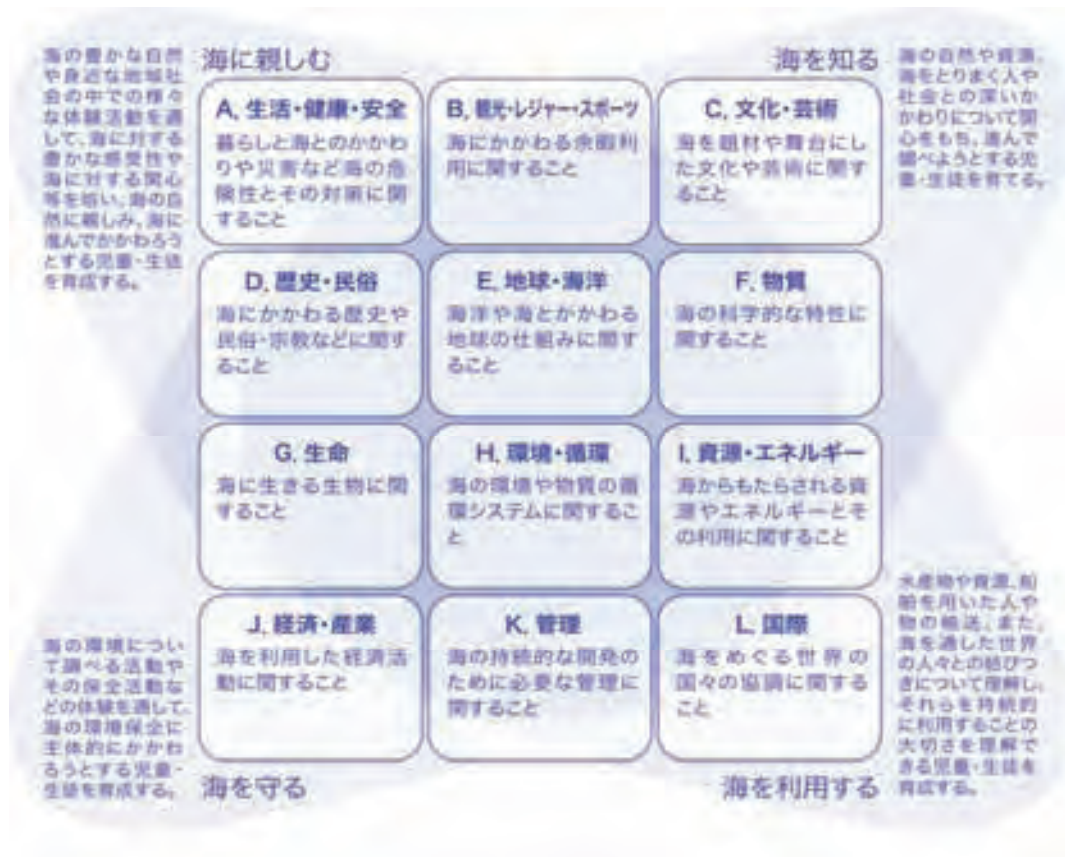 海に親しむ
海の豊かな自然
や身近な地域社
会の中での様々
な体験活動を通
して、海に対する
豊かな感受性や
海に対する関心
等を培い、海の自
然に親しみ、海に
進んでかかわろう
とする児童・生徒
を育成する。
海を知る
海の自然や資源、
海をとりまく人や
社会との深いか
かわりについて関
心をもち、進んで
調べようとする児
童・生徒を育てる。
A. 生活・健康・安全
暮らしと海とのかかわ
りや災害など海の危
険性とその対策に関
すること
B. 観光・レジャー・スポーツ
海にかかわる余暇利
用に関すること
C. 文化・芸術
海を題材や舞台にし
た文化や芸術に関す
ること
D. 歴史・民俗
海にかかわる歴史や
民俗・宗教などに関す
ること
E. 地球・海洋
海洋や海とかかわる
地球の仕組みに関す
ること
F. 物質
海の科学的な特性に
関すること
G. 生命
海に生きる生物に関
すること
H. 環境・循環
海の環境や物質の循
環システムに関するこ
と
I. 資源・エネルギー
海からもたらされる資
源やエネルギーとそ
の利用に関すること
J. 経済・産業
海を利用した経済活
動に関すること
K. 管理
海の持続的な開発の
ために必要な管理に
関すること
L. 国際
海をめぐる世界の
国々の協調に関する
こと
海を守る
海の環境につい
て調べる活動や
その保全活動な
どの体験を通して、
海の環境保全に
主体的にかかわ
ろうとする児童・
生徒を育成する。
海を利用する
水産物や資源、船
舶を用いた人や
物の輸送、また、
海を通した世界
の人々との結びつ
きについて理解し、
それらを持続的
に利用することの
大切さを理解で
きる児童・生徒を
育成する。